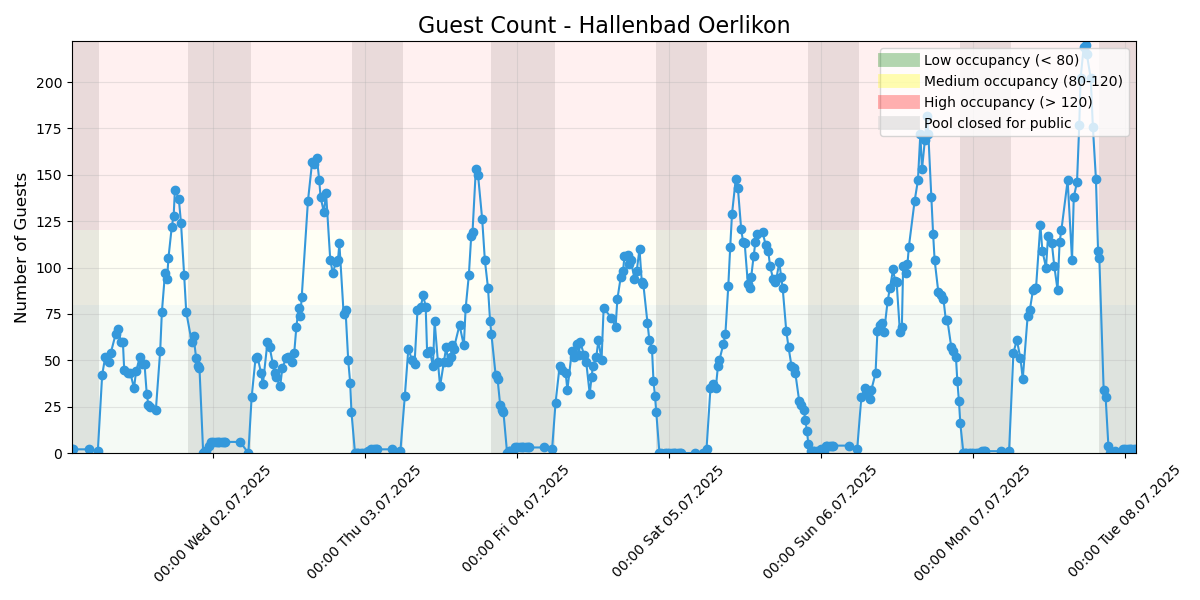 Guest Count - Hallenbad Oerlikon
Number of Guests
200
175
150
125
100
75
50
25
0
Low occupancy (< 80)
Medium occupancy (80-120)
High occupancy (> 120)
Pool closed for public
00:00 Wed 02.07.2025
00:00 Thu 03.07.2025
00:00 Fri 04.07.2025
00:00 Sat 05.07.2025
00:00 Sun 06.07.2025
00:00 Mon 07.07.2025
00:00 Tue 08.07.2025